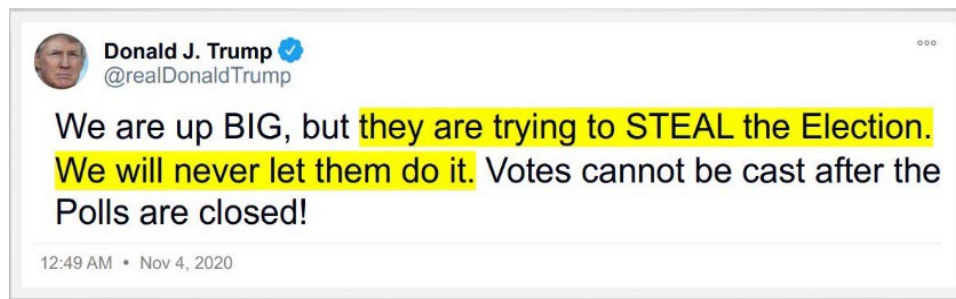 Donald J. Trump
@realDonaldTrump
We are up BIG, but they are trying to STEAL the Election.
We will never let them do it. Votes cannot be cast after the
Polls are closed!
12:49 AM • Nov 4, 2020